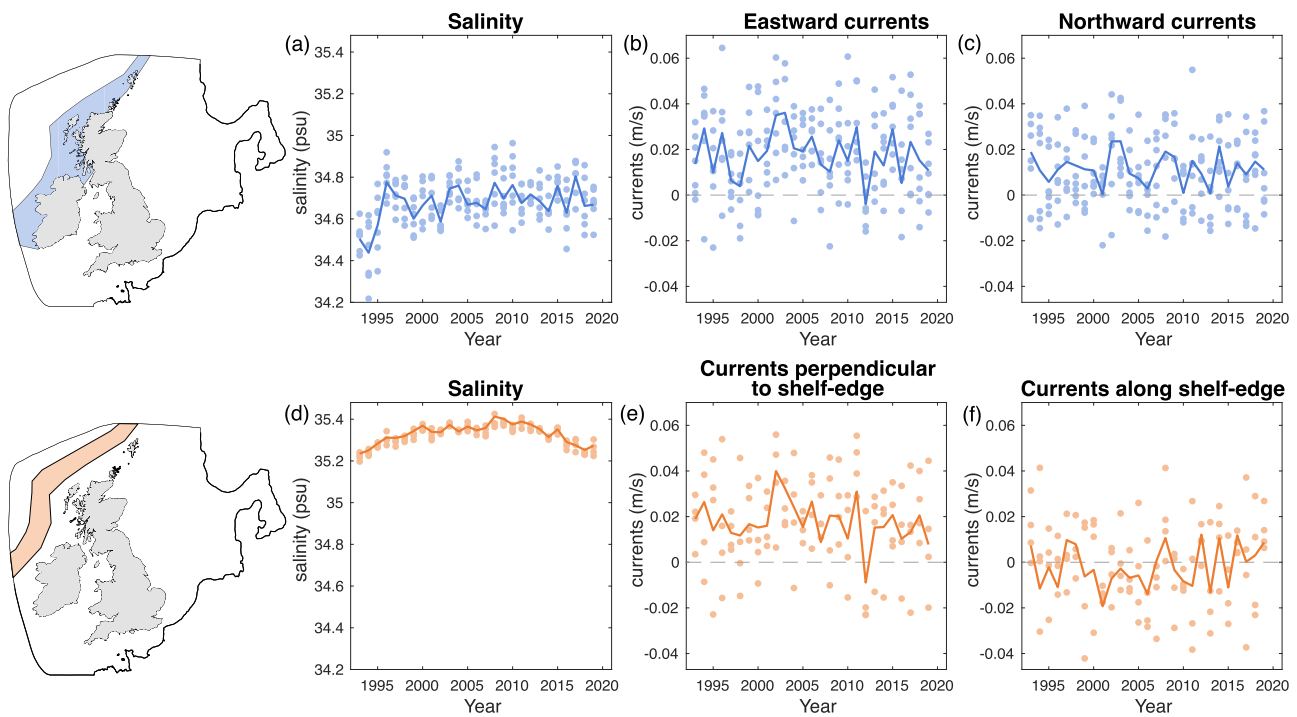 (a) Salinity
35.4
35.2
35
34.8
34.6
34.4
34.2
salinity (psu)
1995 2000 2005 2010 2015 2020
Year
(b) Eastward currents
0.06
0.04
0.02
0
-0.02
-0.04
currents (m/s)
1995 2000 2005 2010 2015 2020
Year
(c) Northward currents
0.06
0.04
0.02
0
-0.02
-0.04
currents (m/s)
1995 2000 2005 2010 2015 2020
Year
(d) Salinity
35.4
35.2
35
34.8
34.6
34.4
34.2
salinity (psu)
1995 2000 2005 2010 2015 2020
Year
Currents perpendicular
to shelf-edge
(e)
0.06
0.04
0.02
0
-0.02
-0.04
currents (m/s)
1995 2000 2005 2010 2015 2020
Year
Currents along shelf-edge
(f)
0.06
0.04
0.02
0
-0.02
-0.04
currents (m/s)
1995 2000 2005 2010 2015 2020
Year